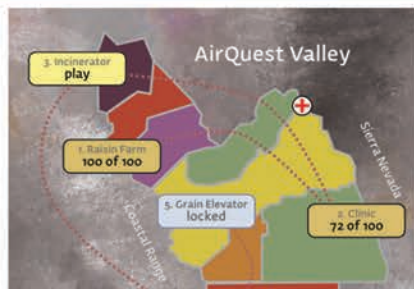 AirQuest Valley
3. Incinerator
play
1. Raisin Farm
100 of 100
Sierra Nevada
5. Grain Elevator
locked
2. Clinic
72 of 100
Coastal Range